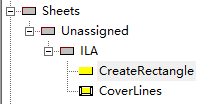 Sheets
Unassigned
ILA
CreateRectangle
CoverLines